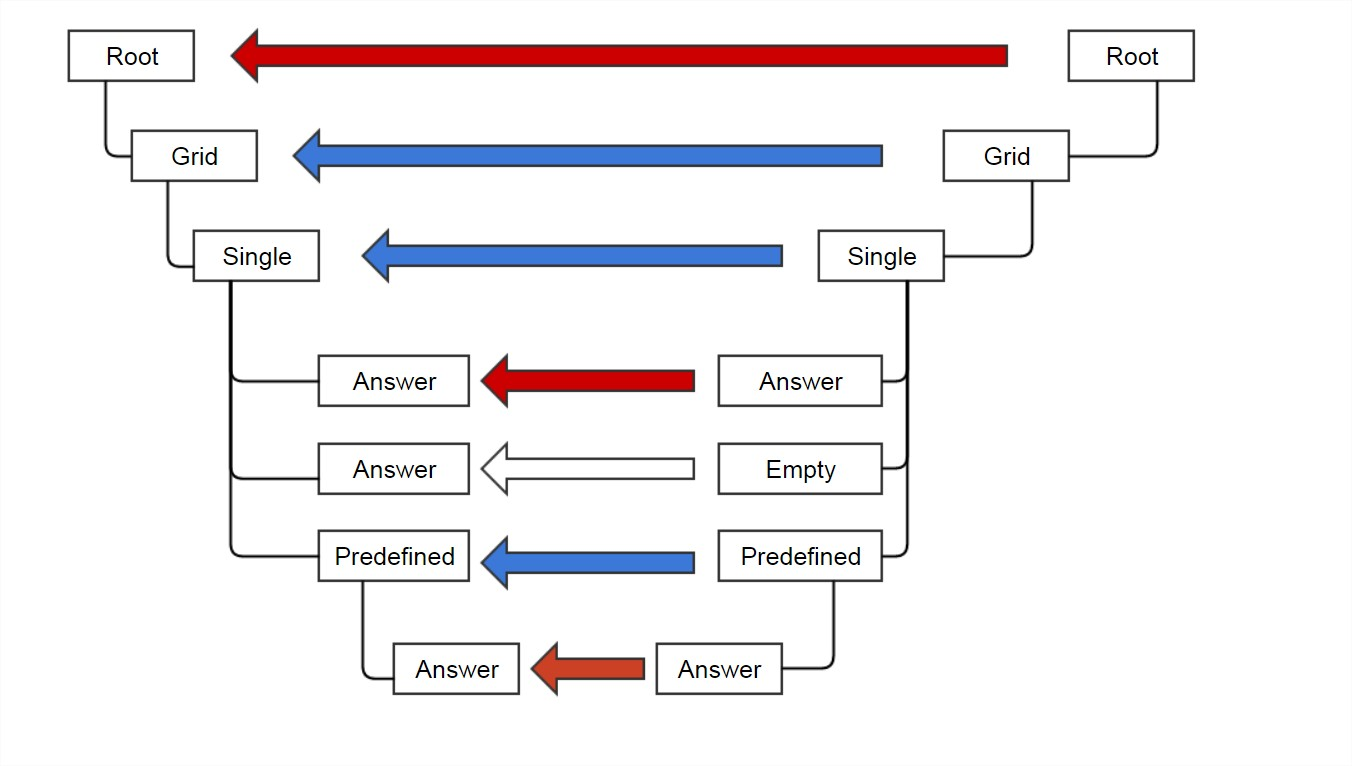 Root
Root
Grid
Grid
Single
Single
Answer
Answer
Answer
Empty
Predefined
Predefined
Answer
Answer